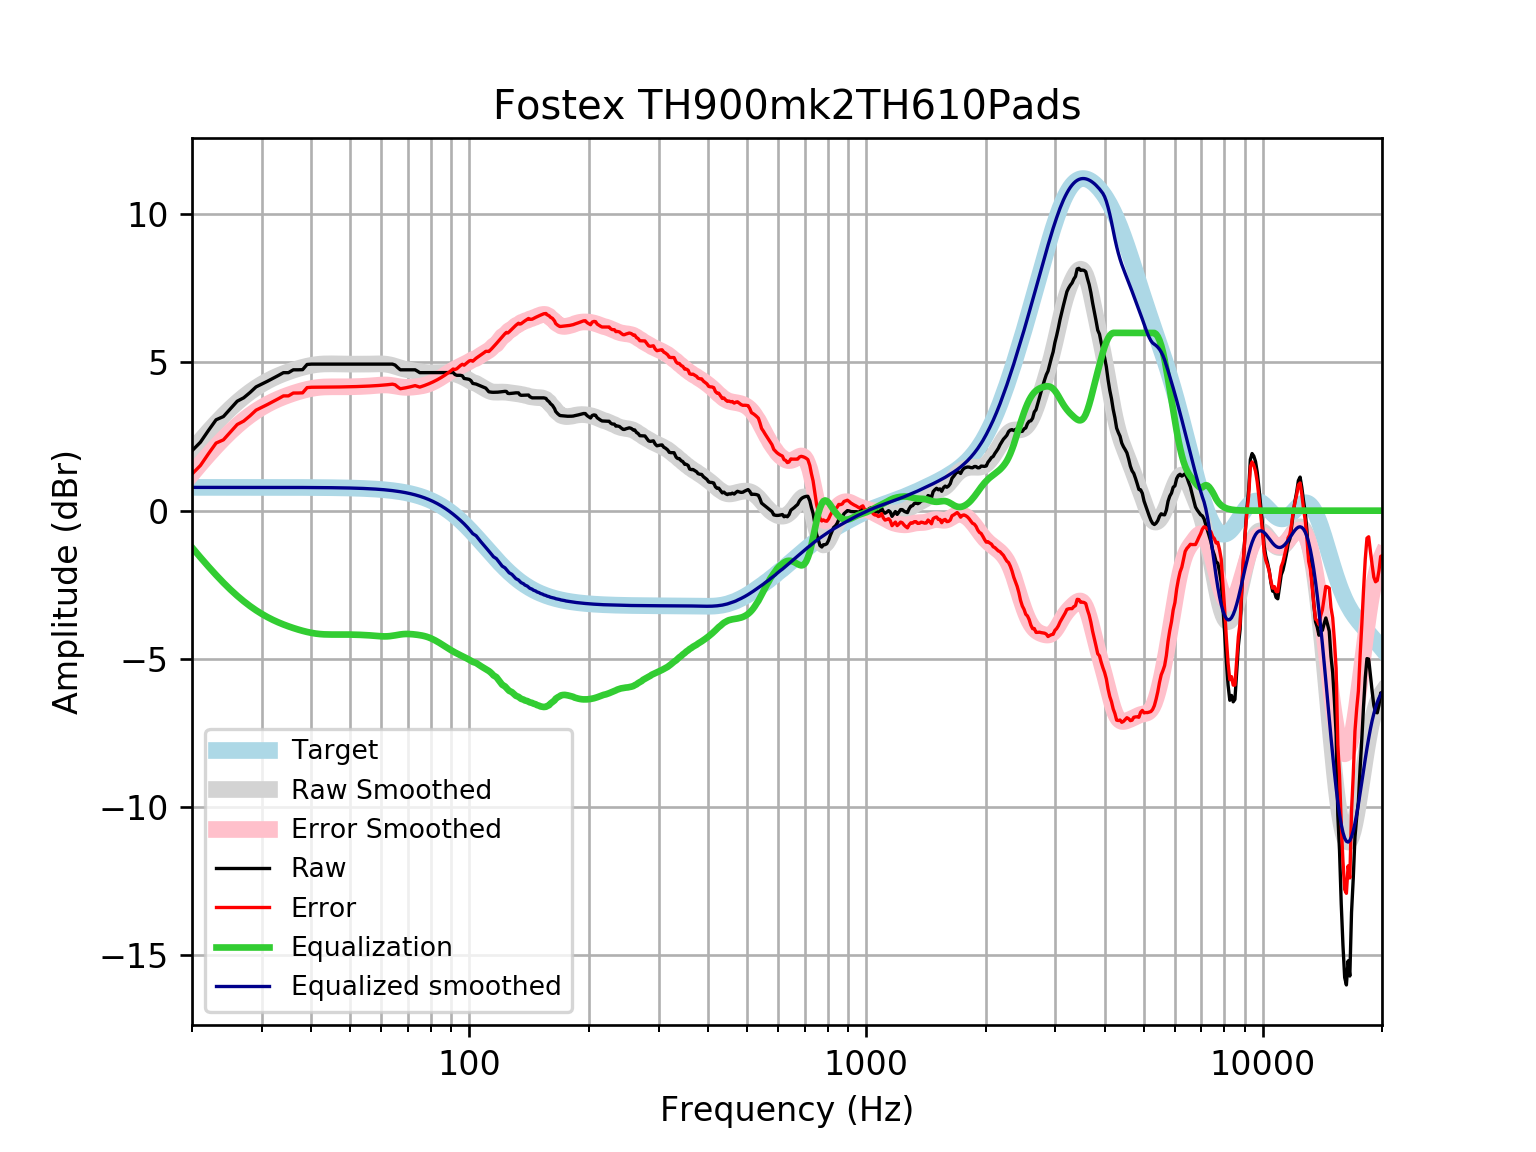 Fostex TH900mk2TH610Pads
Amplitude (dBr)
10
5
0
−5
−10
−15
Target
Raw Smoothed
Error Smoothed
Raw
Error
Equalization
Equalized smoothed
100 1000 10000
Frequency (Hz)